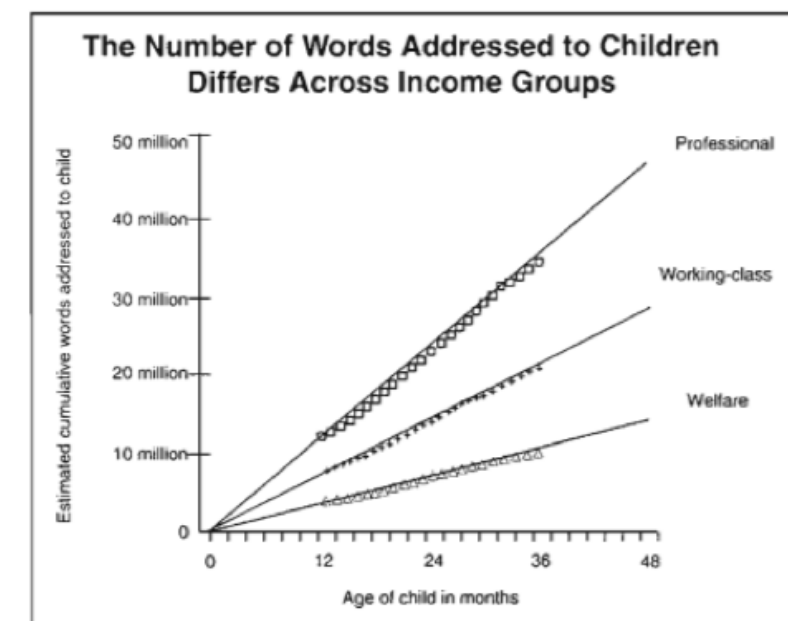 The Number of Words Addressed to Children
Differs Across Income Groups
Estimated cumulative words addressed to child
50 million
40 million
30 million
20 million
10 million
0
Professional
Working-class
Welfare
0 12 24 36 48
Age of child in months